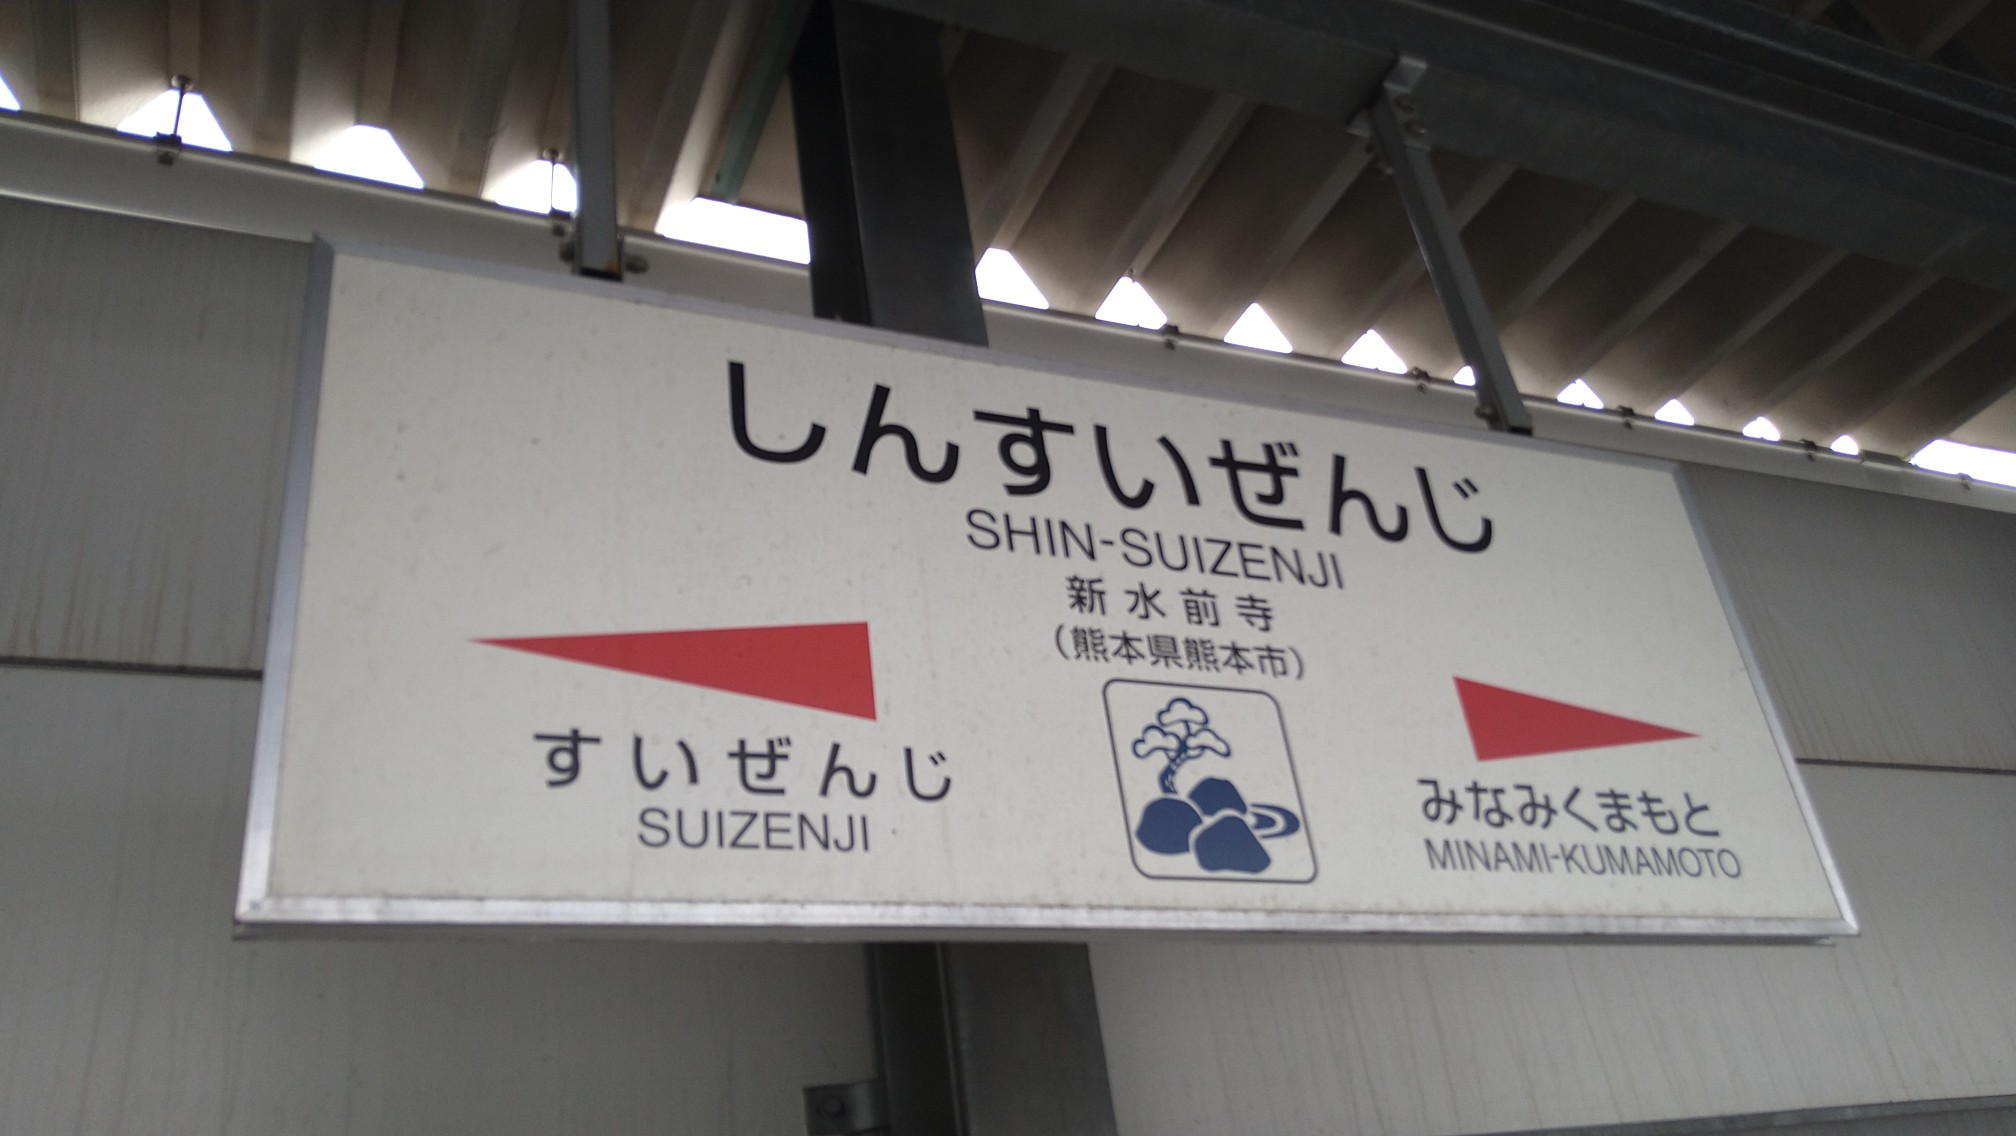 しんすいぜんじ
SHIN-SUIZENJI
新水前寺
(熊本県熊本市)
すいぜんじ
SUIZENJI
みなみくまもと
MINAMI-KUMAMOTO